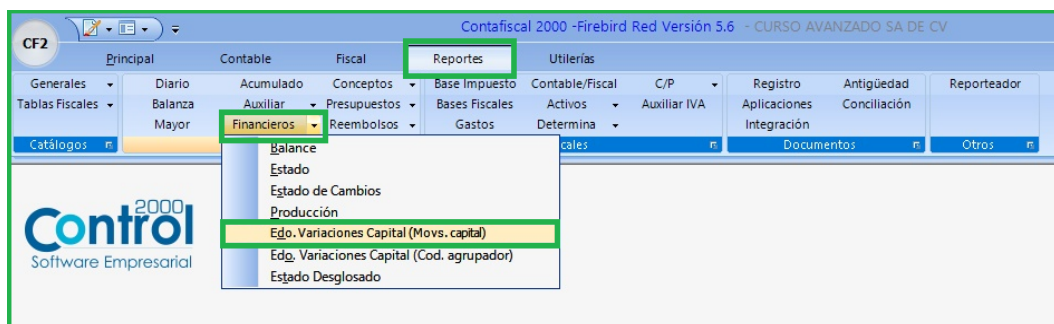 Contafiscal 2000 -Firebird Red Versión 5.6 - CURSO AVANZADO SA DE CV
CF2
Principal Contable Fiscal Reportes Utilerías
Generales Diario Acumulado Conceptos Base Impuesto Contable/Fiscal C/P Registro Antigüedad Reporteador
Tablas Fiscales Balanza Auxiliar Presupuestos Bases Fiscales Activos Auxiliar IVA Aplicaciones Conciliación
Mayor Financieros Reembolsos Gastos Determina Integración
Catálogos cales Documentos Otros
Balance
Estado
Estado de Cambios
Producción
Edo. Variaciones Capital (Movs. capital)
Edo. Variaciones Capital (Cod. agrupador)
Estado Desglosado
Control 2000
Software Empresarial